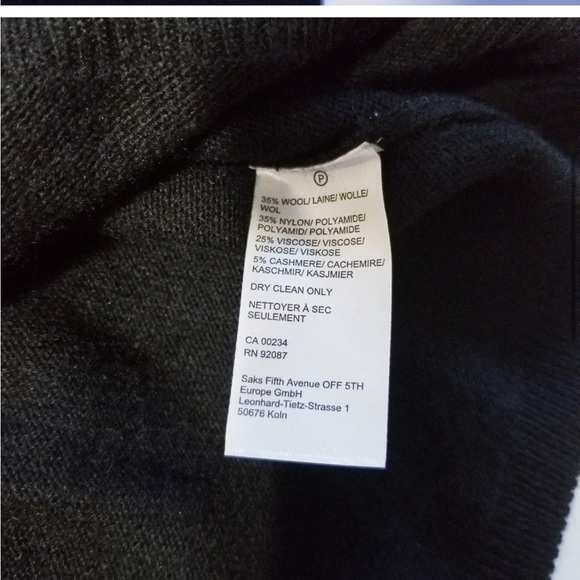 P
35% WOOL/ LAINE/ WOLLE/
WOL
35% NYLON/ POLYAMIDE/
POLYAMID/ POLYAMIDE
25% VISCOSE/ VISCOSE/
VISKOSE/ VISKOSE
5% CASHMERE/ CACHEMIRE/
KASCHMIR/ KASJMIER
DRY CLEAN ONLY
NETTOYER À SEC
SEULEMENT
CA 00234
RN 92087
Saks Fifth Avenue OFF 5TH
Europe GmbH
Leonhard-Tietz-Strasse 1
50676 Koln